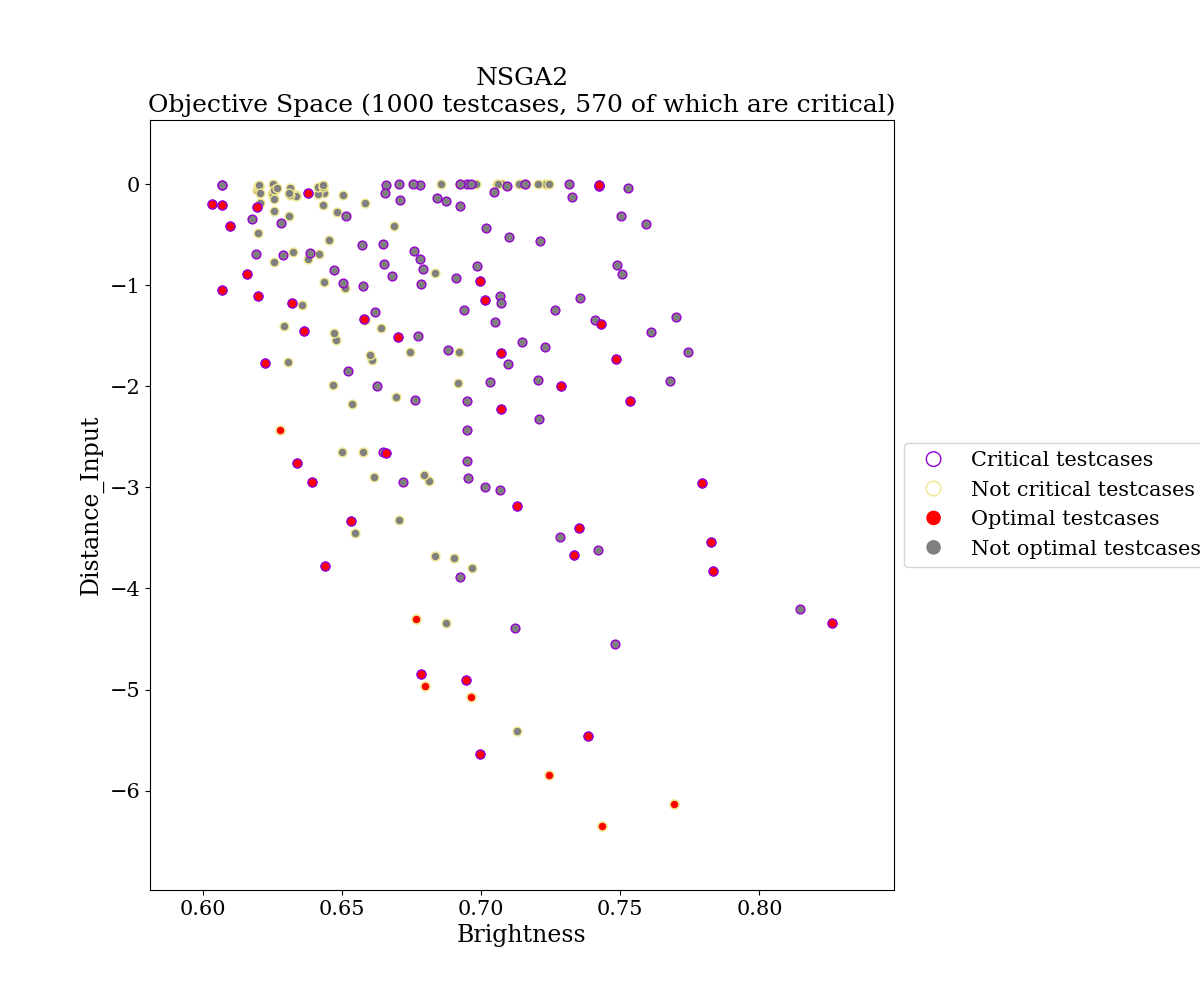 NSGA2
Objective Space (1000 testcases, 570 of which are critical)
0
−1
−2
−3
−4
−5
−6
Distance_Input
0.60 0.65 0.70 0.75 0.80
Brightness
Critical testcases
Not critical testcases
Optimal testcases
Not optimal testcases